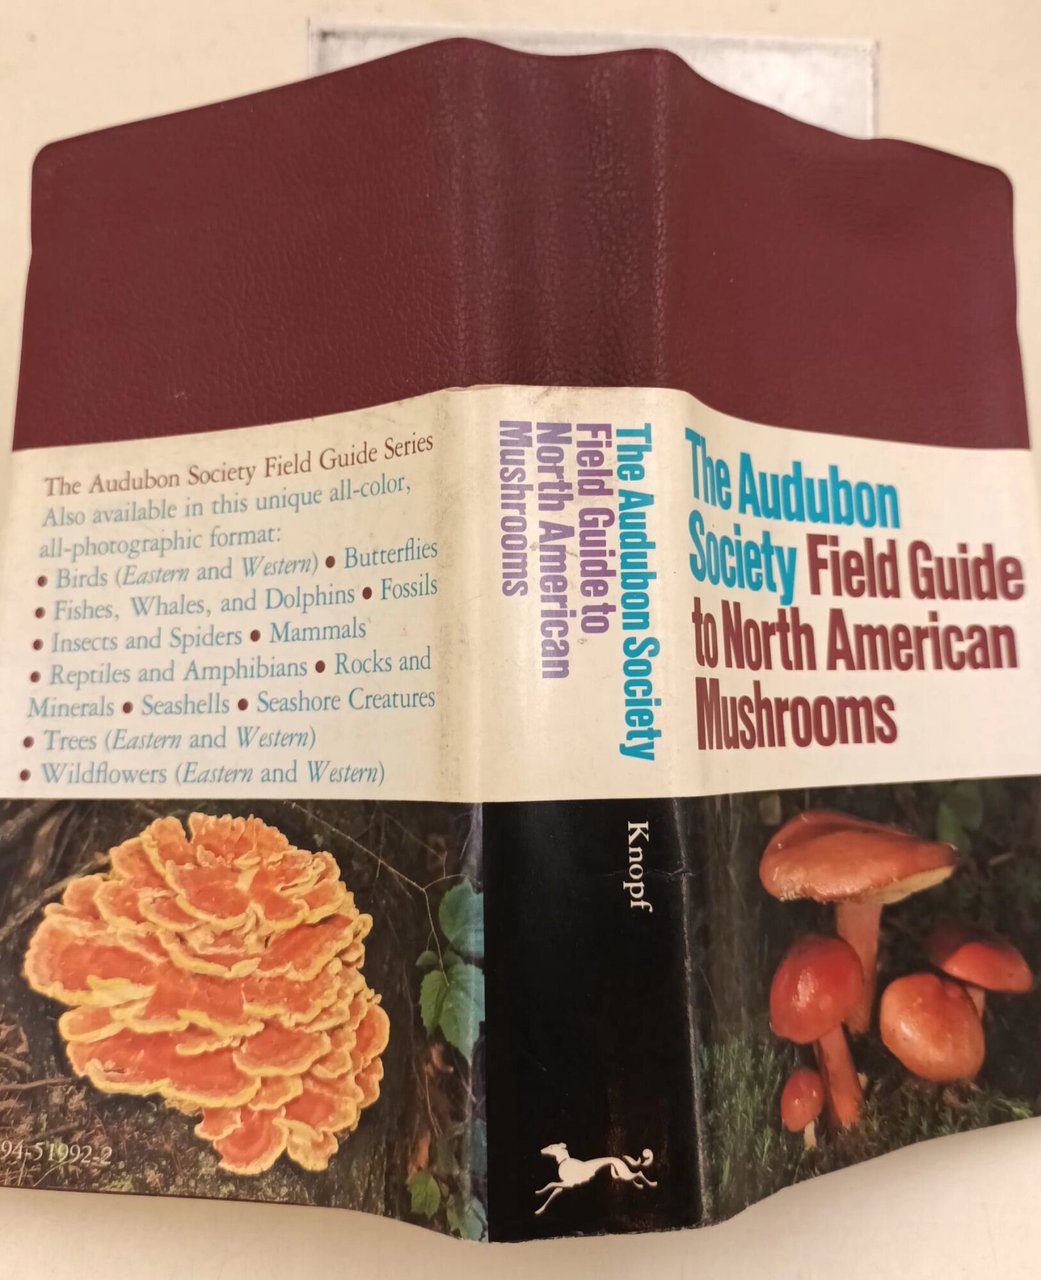 The Audubon Society Field Guide Series
Also available in this unique all-color,
all-photographic format:
• Birds (Eastern and Western) • Butterflies
• Fishes, Whales, and Dolphins • Fossils
• Insects and Spiders • Mammals
• Reptiles and Amphibians • Rocks and
Minerals • Seashells • Seashore Creatures
• Trees (Eastern and Western)
• Wildflowers (Eastern and Western)
94-51992-2
The Audubon Society
Field Guide to
North American
Mushrooms
Knopf
The Audubon
Society Field Guide
to North American
Mushrooms